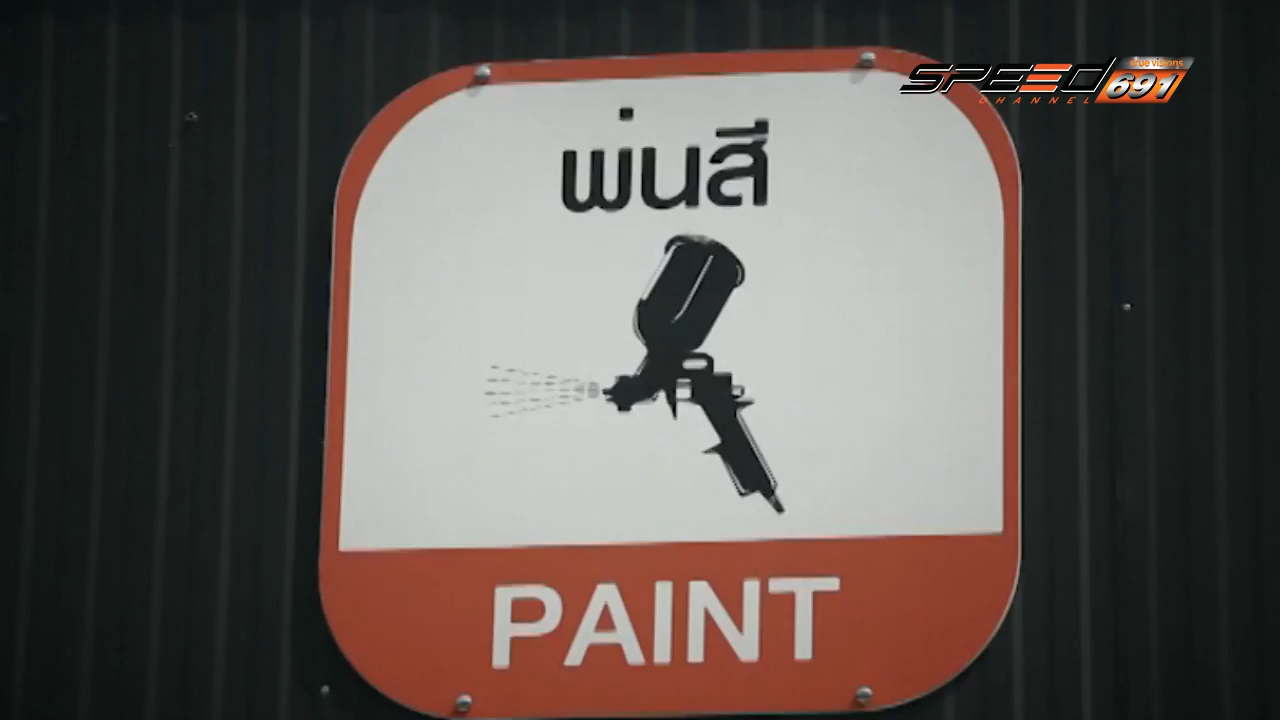 true visions
SPEED 691
CHANNEL
พ่นสี
PAINT